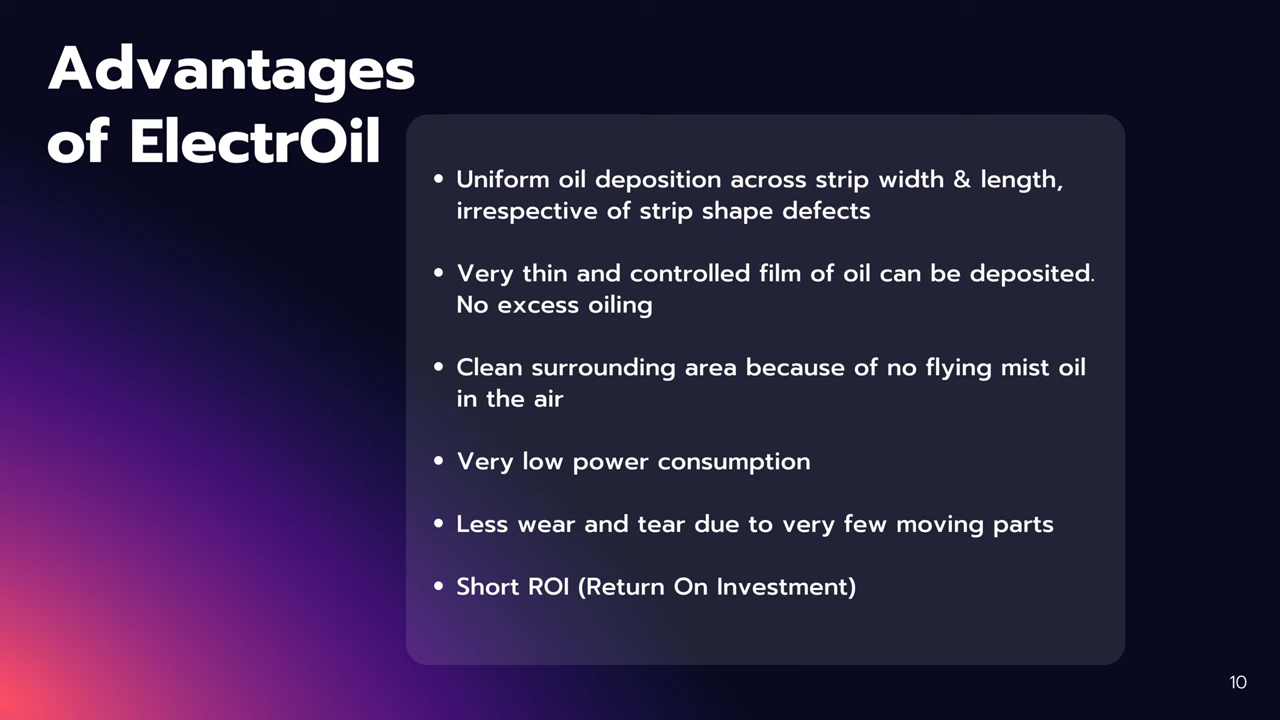 Advantages
of ElectrOil
• Uniform oil deposition across strip width & length,
irrespective of strip shape defects
• Very thin and controlled film of oil can be deposited.
No excess oiling
• Clean surrounding area because of no flying mist oil
in the air
• Very low power consumption
• Less wear and tear due to very few moving parts
• Short ROI (Return On Investment)
10